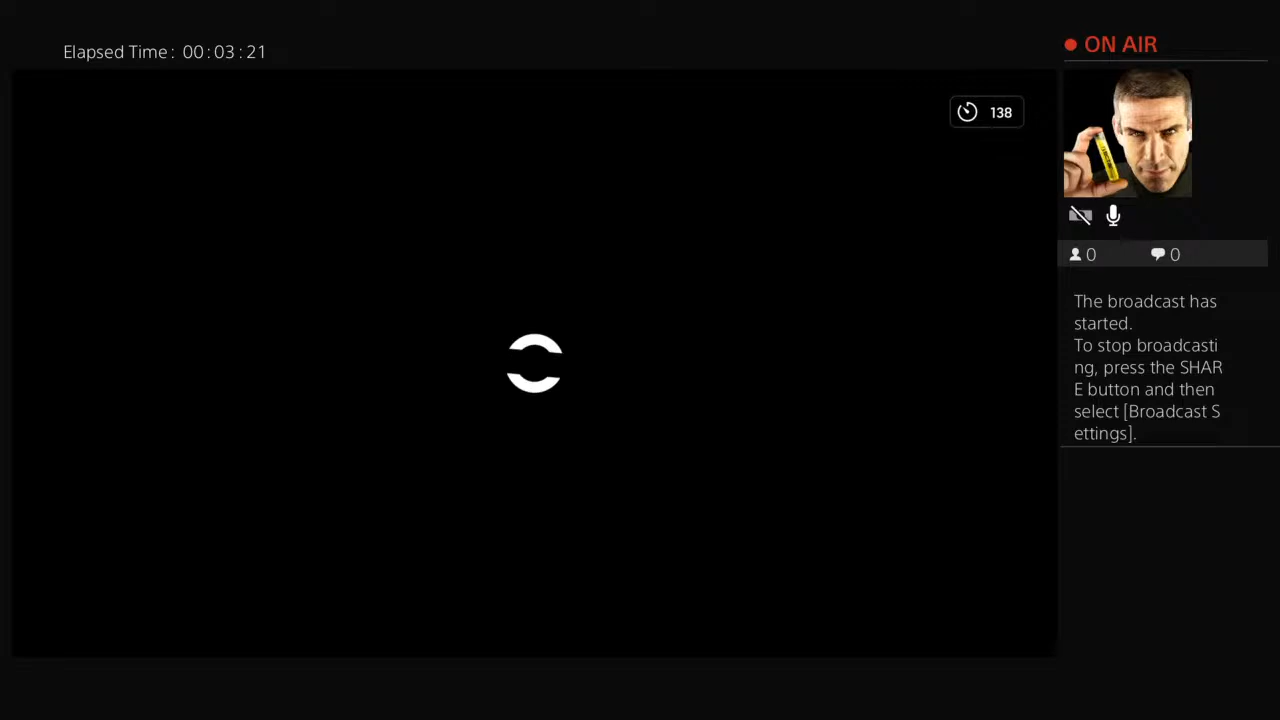 Elapsed Time: 00:03:21
ON AIR
138
0 0
The broadcast has
started.
To stop broadcasti
ng, press the SHAR
E button and then
select [Broadcast S
ettings].